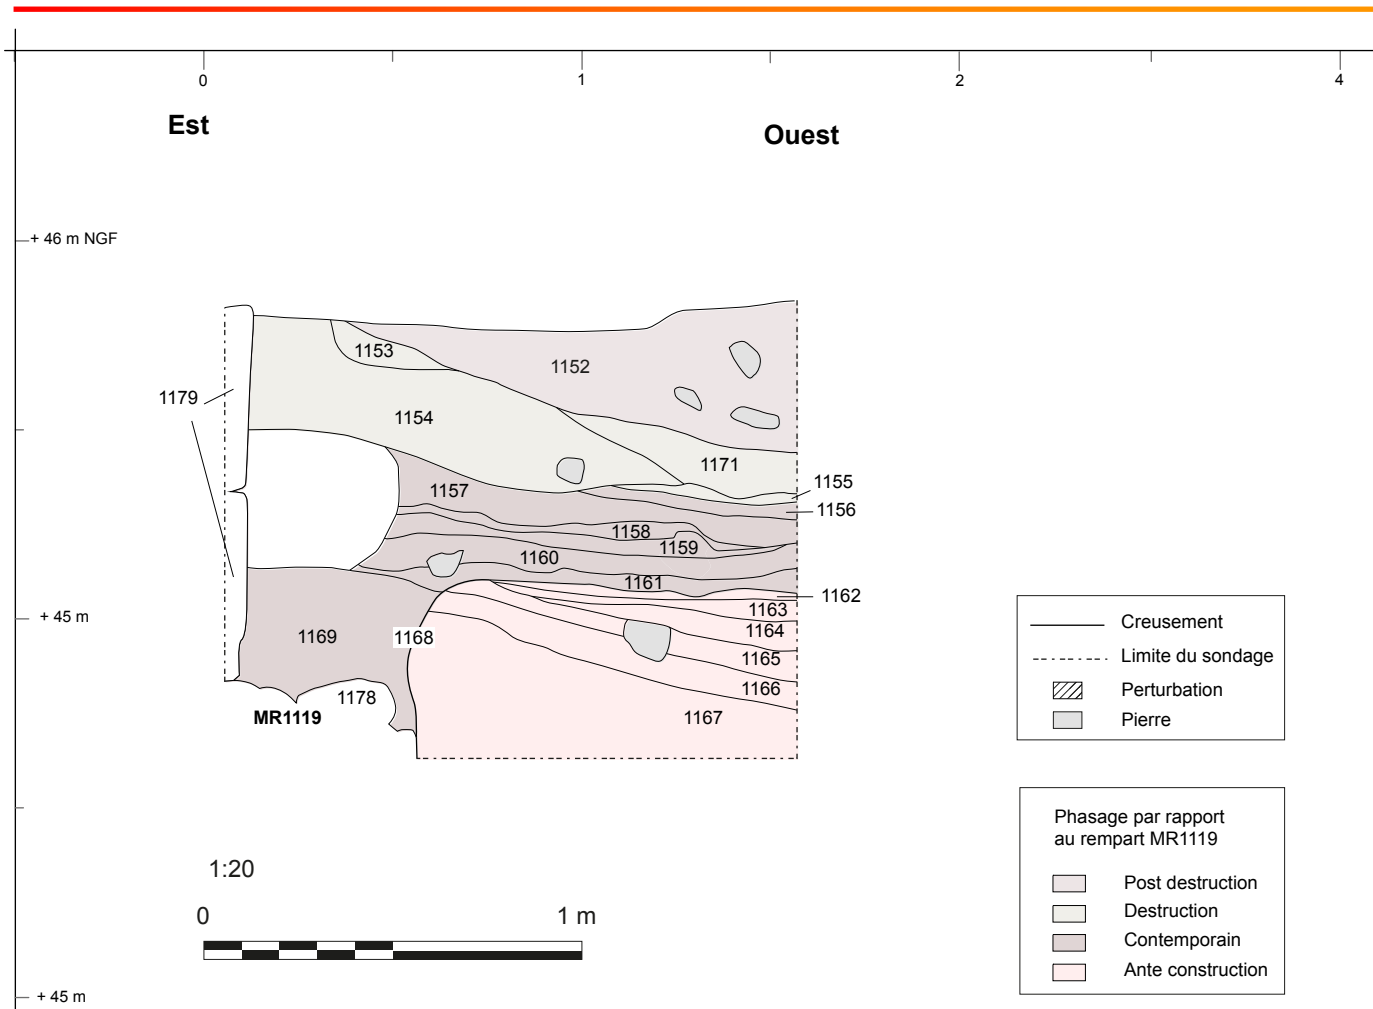 0 1 2 4
Est
Ouest
+ 46 m NGF
1153
1152
1179
1154
1171
1155
1157
1156
1158
1159
1160
1161
1162
1163
+ 45 m
1169
1168
1164
1165
1178
1166
MR1119
1167
Creusement
Limite du sondage
Perturbation
Pierre
Phasage par rapport
au rempart MR1119
Post destruction
Destruction
Contemporain
Ante construction
1:20
0 1 m
+ 45 m